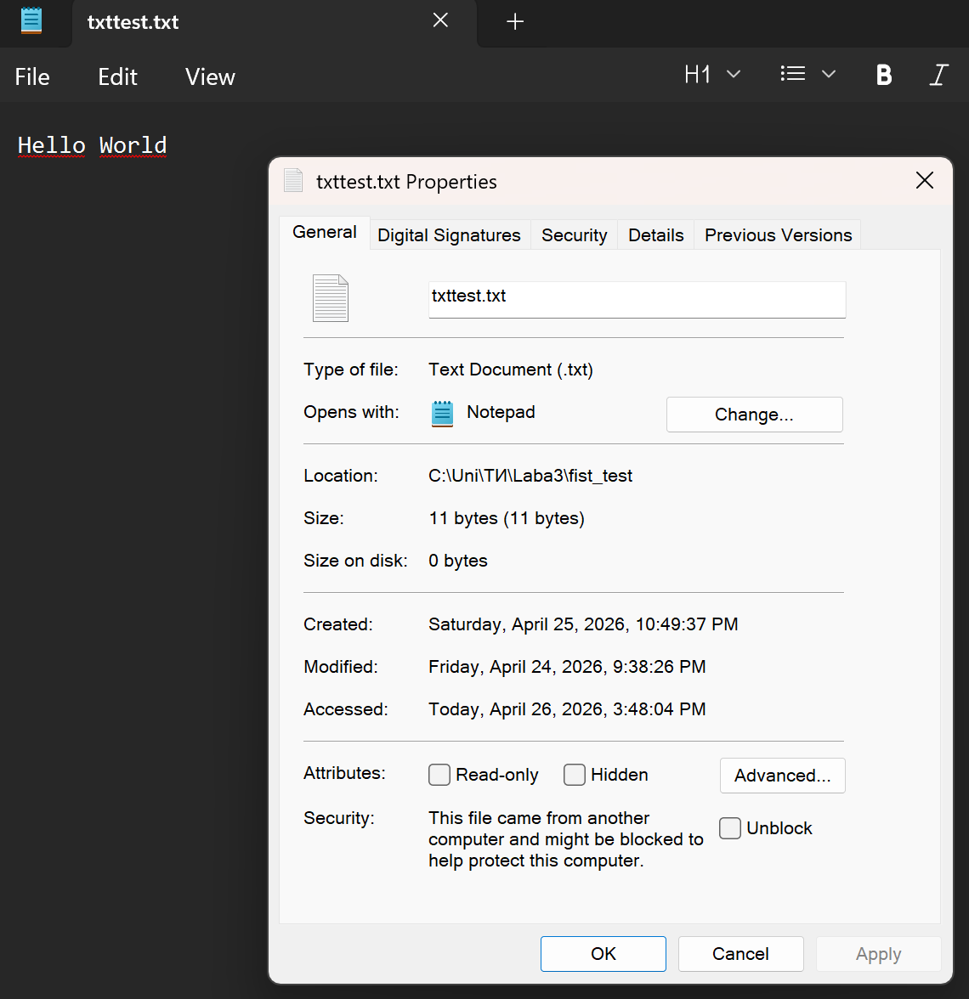 txttest.txt
File Edit View H1 B I
Hello World
txttest.txt Properties
General Digital Signatures Security Details Previous Versions
txttest.txt
Type of file: Text Document (.txt)
Opens with: Notepad Change...
Location: C:\Uni\ТИ\Laba3\fist_test
Size: 11 bytes (11 bytes)
Size on disk: 0 bytes
Created: Saturday, April 25, 2026, 10:49:37 PM
Modified: Friday, April 24, 2026, 9:38:26 PM
Accessed: Today, April 26, 2026, 3:48:04 PM
Attributes: Read-only Hidden Advanced...
Security: This file came from another
computer and might be blocked to Unblock
help protect this computer.
OK Cancel Apply